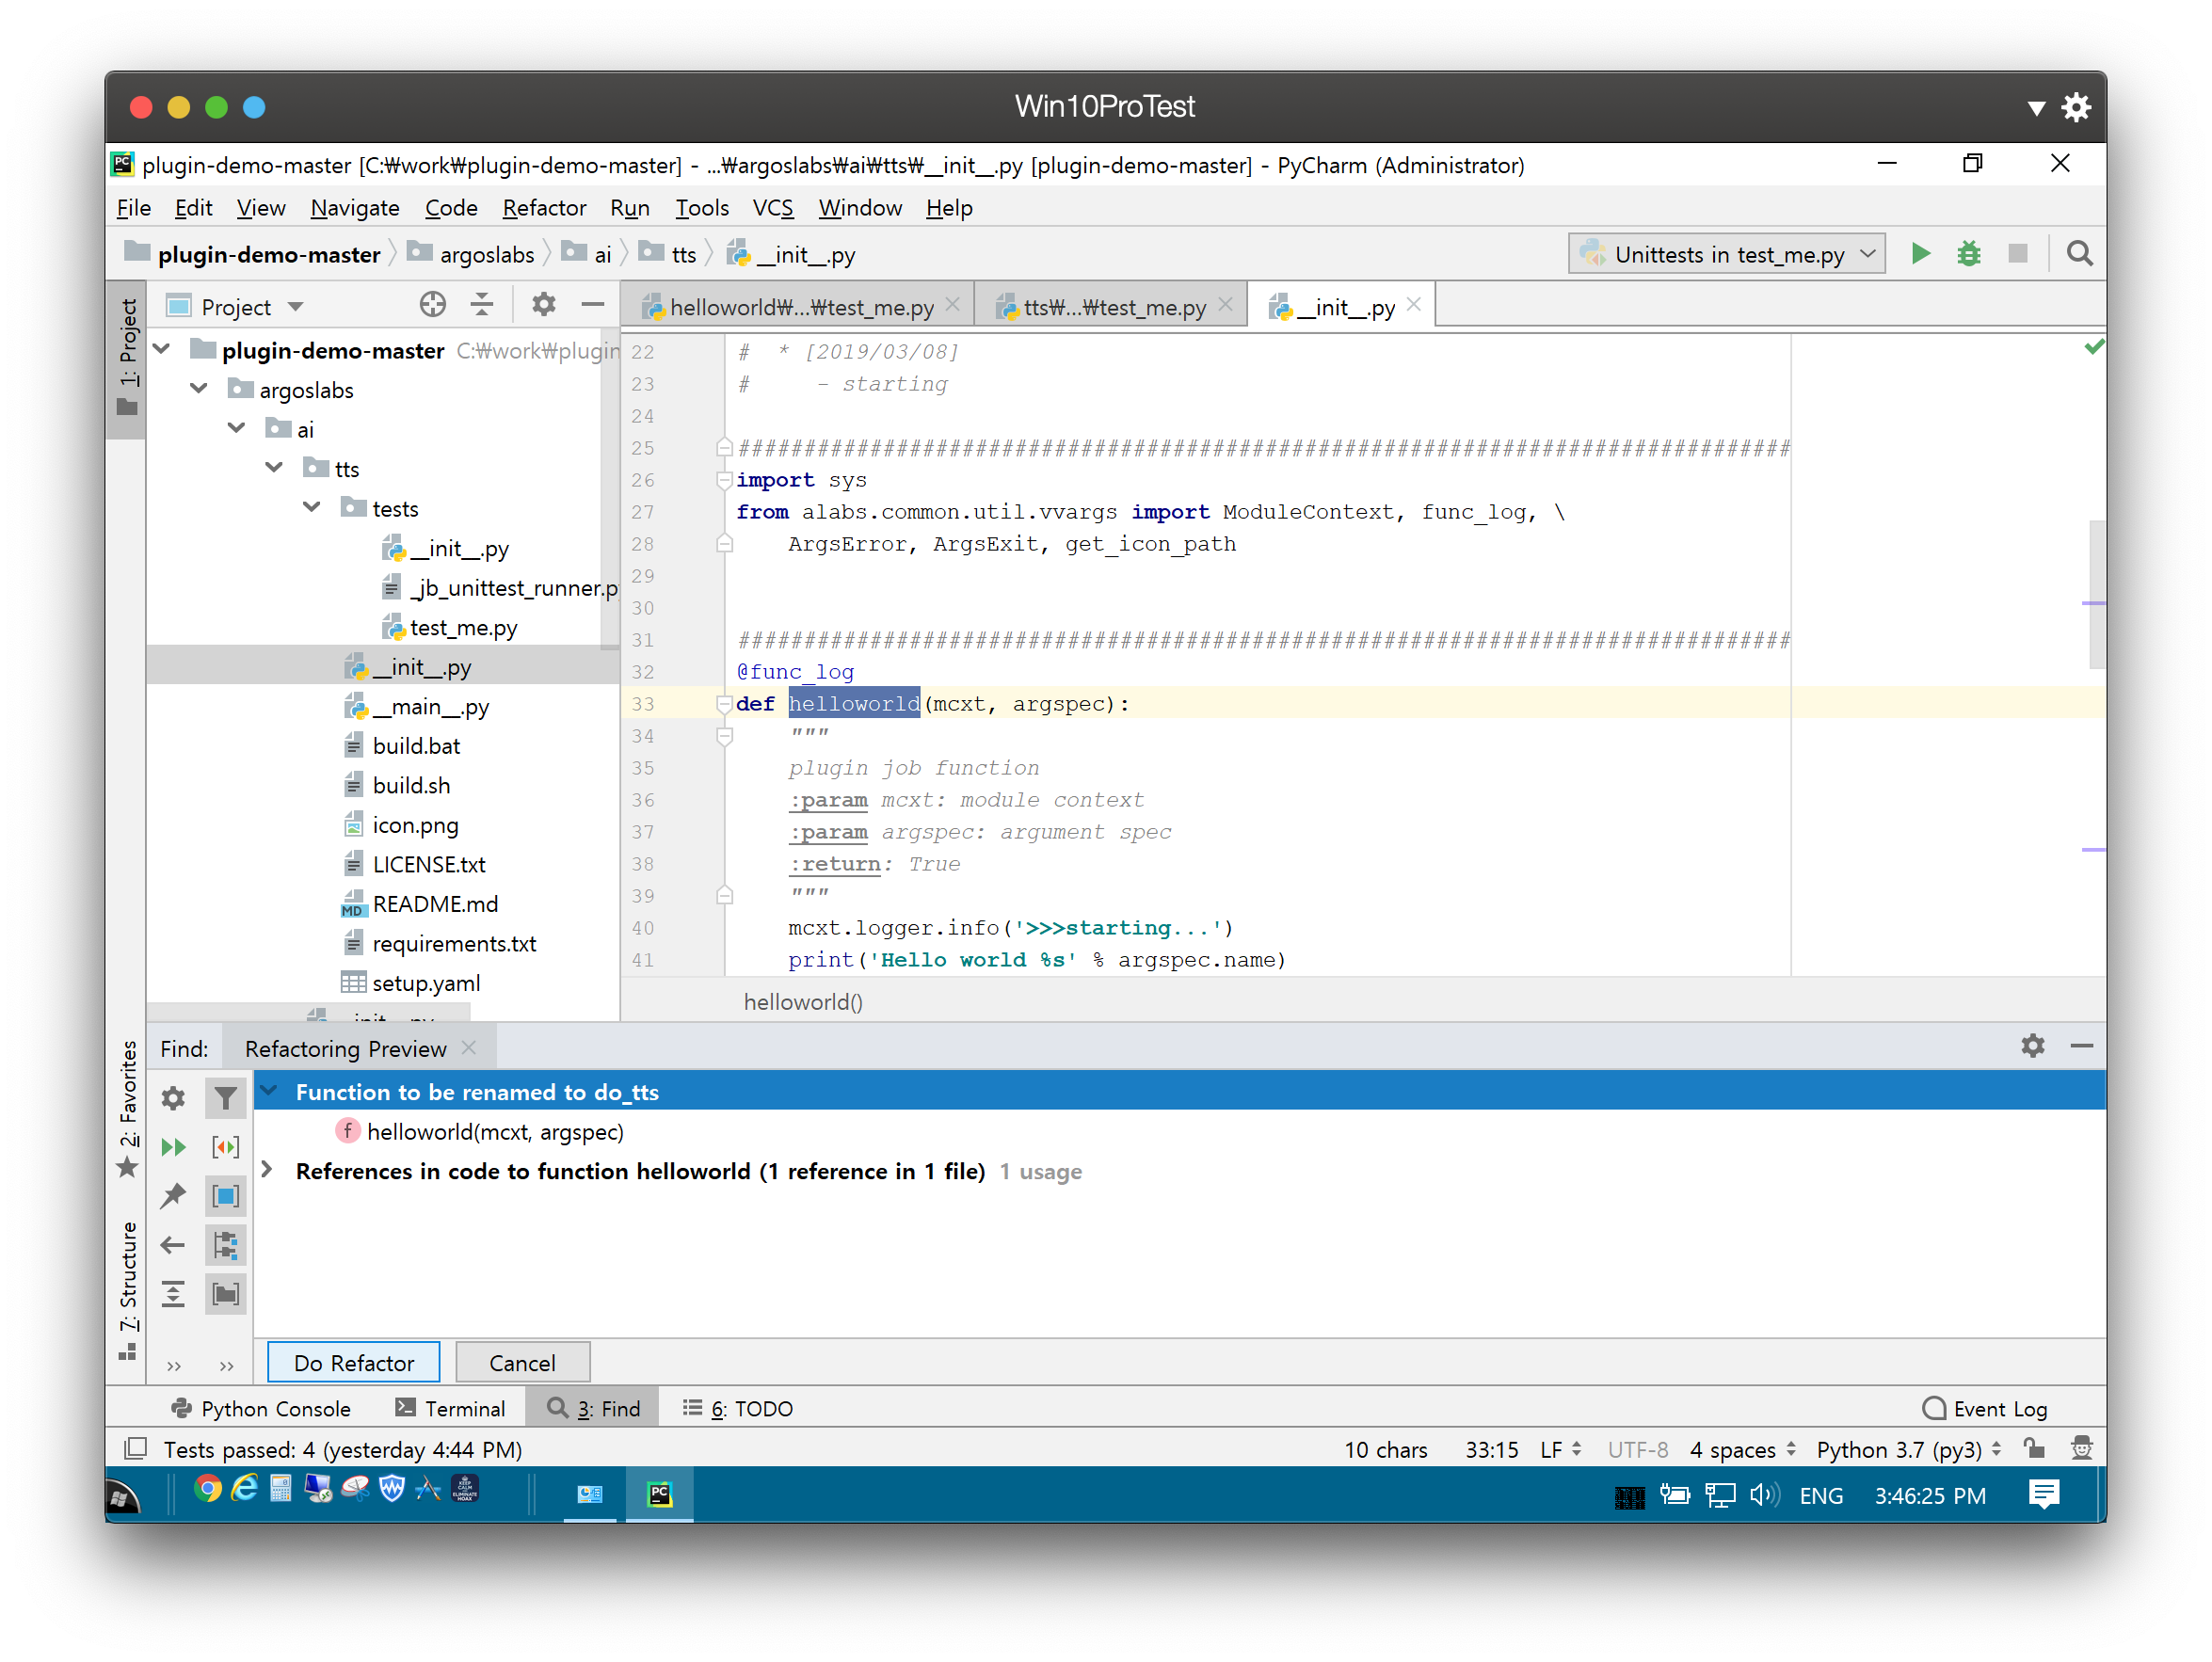 Win10ProTest
plugin-demo-master [C:₩work₩plugin-demo-master] - ...₩argoslabs₩ai₩tts₩__init__.py [plugin-demo-master] - PyCharm (Administrator)
File Edit View Navigate Code Refactor Run Tools VCS Window Help
plugin-demo-master argoslabs ai tts __init__.py Unittests in test_me.py
1: Project
Project
helloworld₩...₩test_me.py tts₩...₩test_me.py __init__.py
plugin-demo-master C:₩work₩plugin
argoslabs
ai
tts
tests
__init__.py
_jb_unittest_runner.p
test_me.py
__init__.py
__main__.py
build.bat
build.sh
icon.png
LICENSE.txt
README.md
requirements.txt
setup.yaml
__init__.py
22 #  * [2019/03/08]
23 #     - starting
24
25 ################################################################################
26 import sys
27 from alabs.common.util.vvargs import ModuleContext, func_log, \
28     ArgsError, ArgsExit, get_icon_path
29
30
31 ################################################################################
32 @func_log
33 def helloworld(mcxt, argspec):
34     """
35     plugin job function
36     :param mcxt: module context
37     :param argspec: argument spec
38     :return: True
39     """
40     mcxt.logger.info('>>>starting...')
41     print('Hello world %s' % argspec.name)
helloworld()
2: Favorites
7: Structure
Find: Refactoring Preview
Function to be renamed to do_tts
f helloworld(mcxt, argspec)
References in code to function helloworld (1 reference in 1 file) 1 usage
Do Refactor Cancel
Python Console Terminal 3: Find 6: TODO Event Log
Tests passed: 4 (yesterday 4:44 PM) 10 chars 33:15 LF UTF-8 4 spaces Python 3.7 (py3)
PC ENG 3:46:25 PM